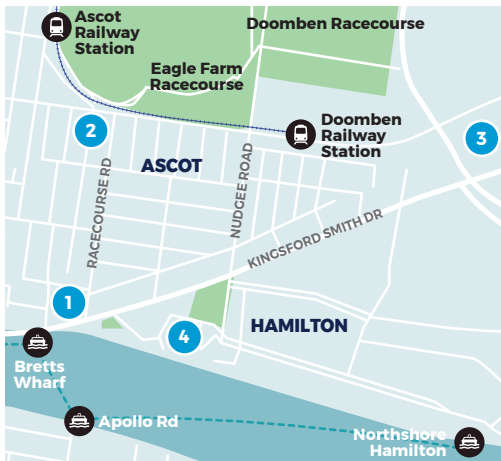 Ascot
Railway
Station
Doomben Racecourse
Eagle Farm
Racecourse
Doomben
Railway
Station
2
3
ASCOT
RACECOURSE RD
NUDGEE ROAD
KINGSFORD SMITH DR
1
4
HAMILTON
Bretts
Wharf
Apollo Rd
Northshore
Hamilton